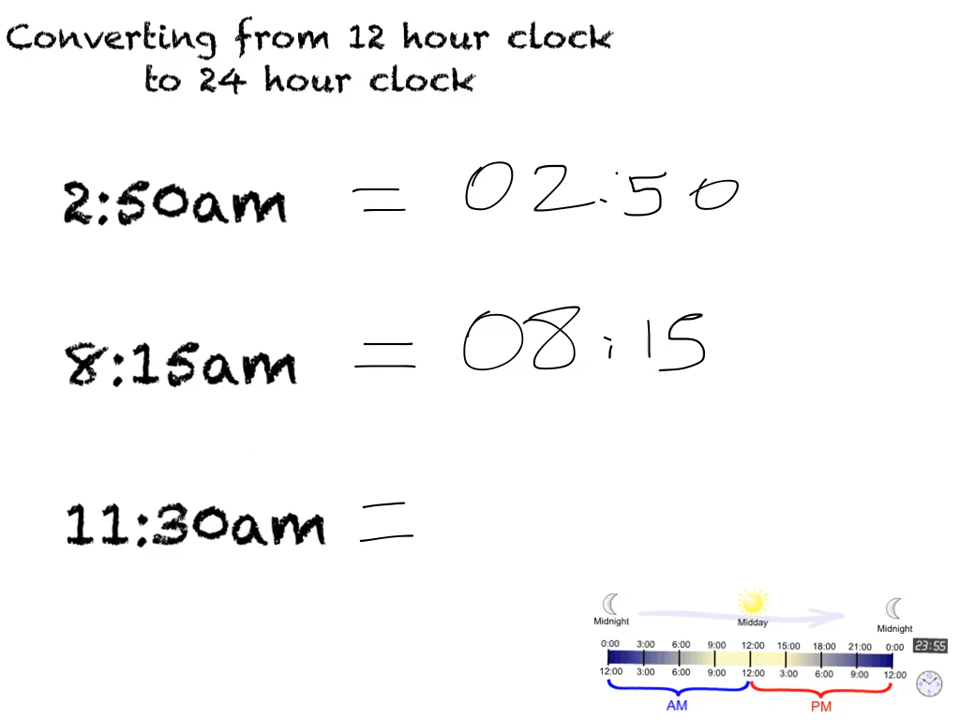 Converting from 12 hour clock
to 24 hour clock
2:50am = 02:50
8:15am = 08:15
11:30am =
Midnight Midday Midnight
0:00 3:00 6:00 9:00 12:00 15:00 18:00 21:00 0:00 23:55
12:00 3:00 6:00 9:00 12:00 3:00 6:00 9:00 12:00
AM PM